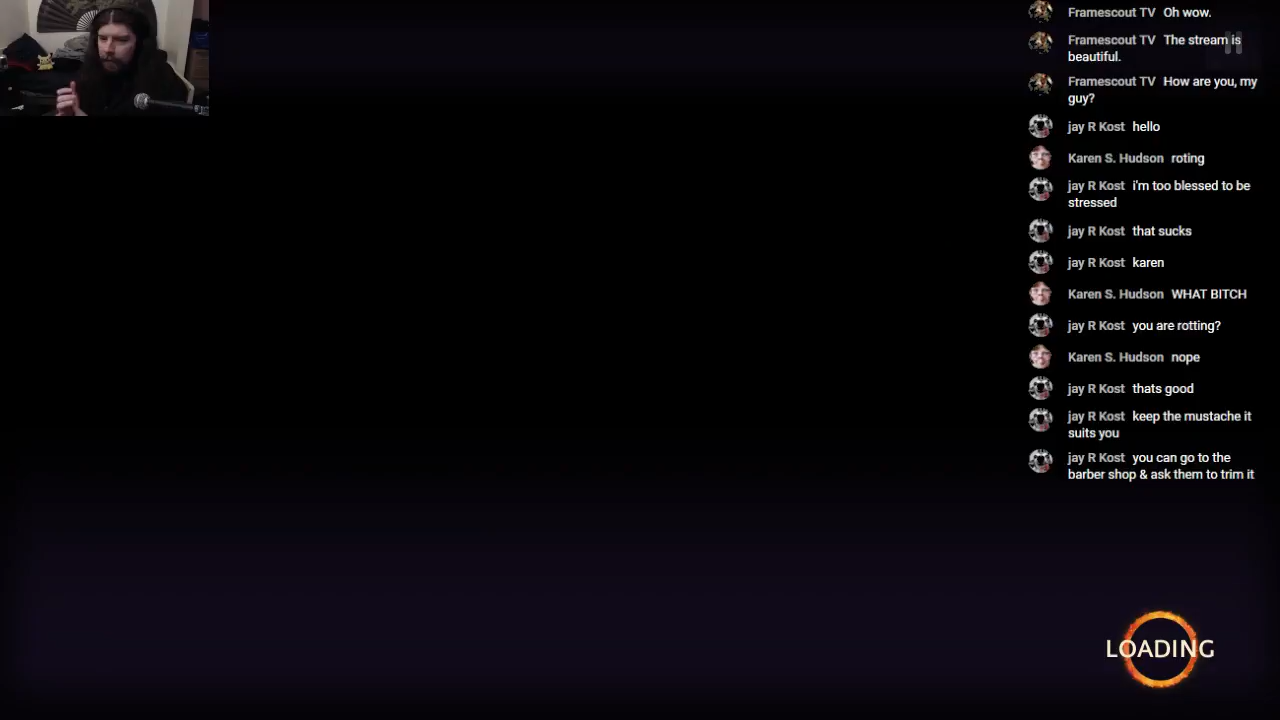 Framescout TV Oh wow.
Framescout TV The stream is
beautiful.
Framescout TV How are you, my
guy?
jay R Kost hello
Karen S. Hudson roting
jay R Kost i'm too blessed to be
stressed
jay R Kost that sucks
jay R Kost karen
Karen S. Hudson WHAT BITCH
jay R Kost you are rotting?
Karen S. Hudson nope
jay R Kost thats good
jay R Kost keep the mustache it
suits you
jay R Kost you can go to the
barber shop & ask them to trim it
LOADING